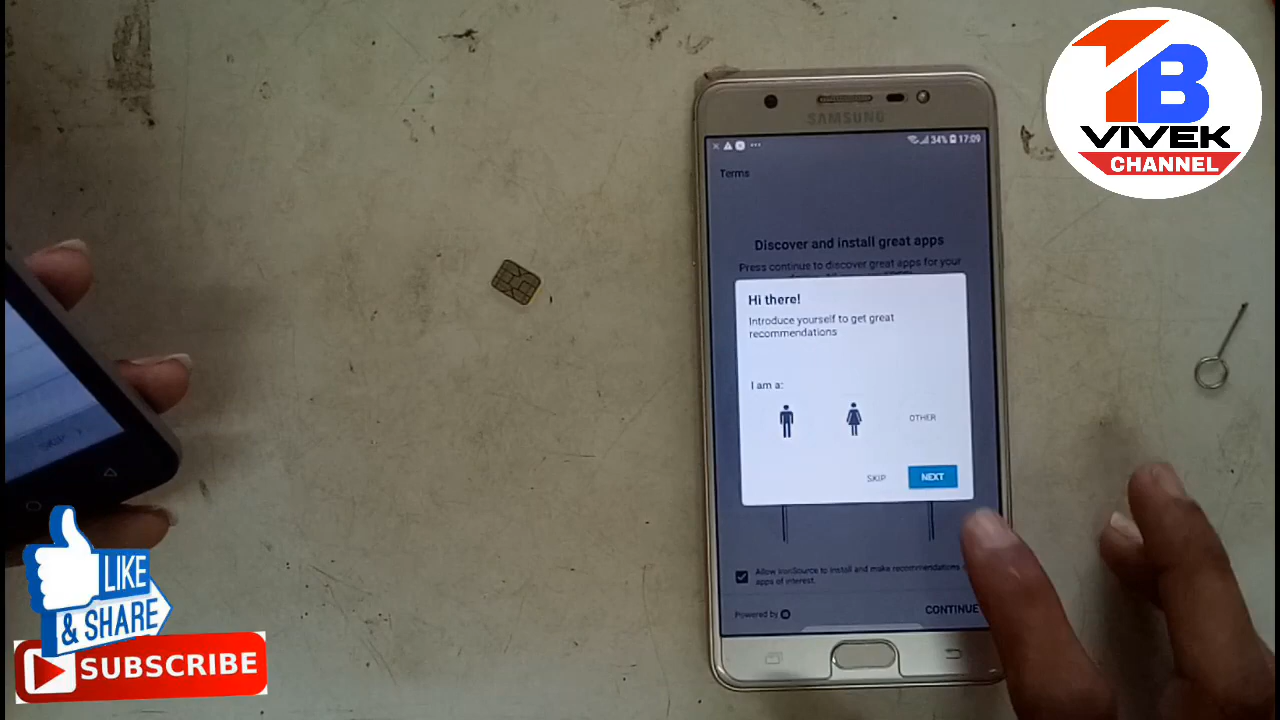 1B
VIVEK
CHANNEL
SAMSUNG
34% 17:09
Terms
Discover and install great apps
Press continue to discover great apps for your
Hi there!
Introduce yourself to get great
recommendations
I am a:
OTHER
SKIP
NEXT
Allow ironSource to install and make recommendations
apps of interest.
Powered by
CONTINUE
SKIP
LIKE
& SHARE
SUBSCRIBE